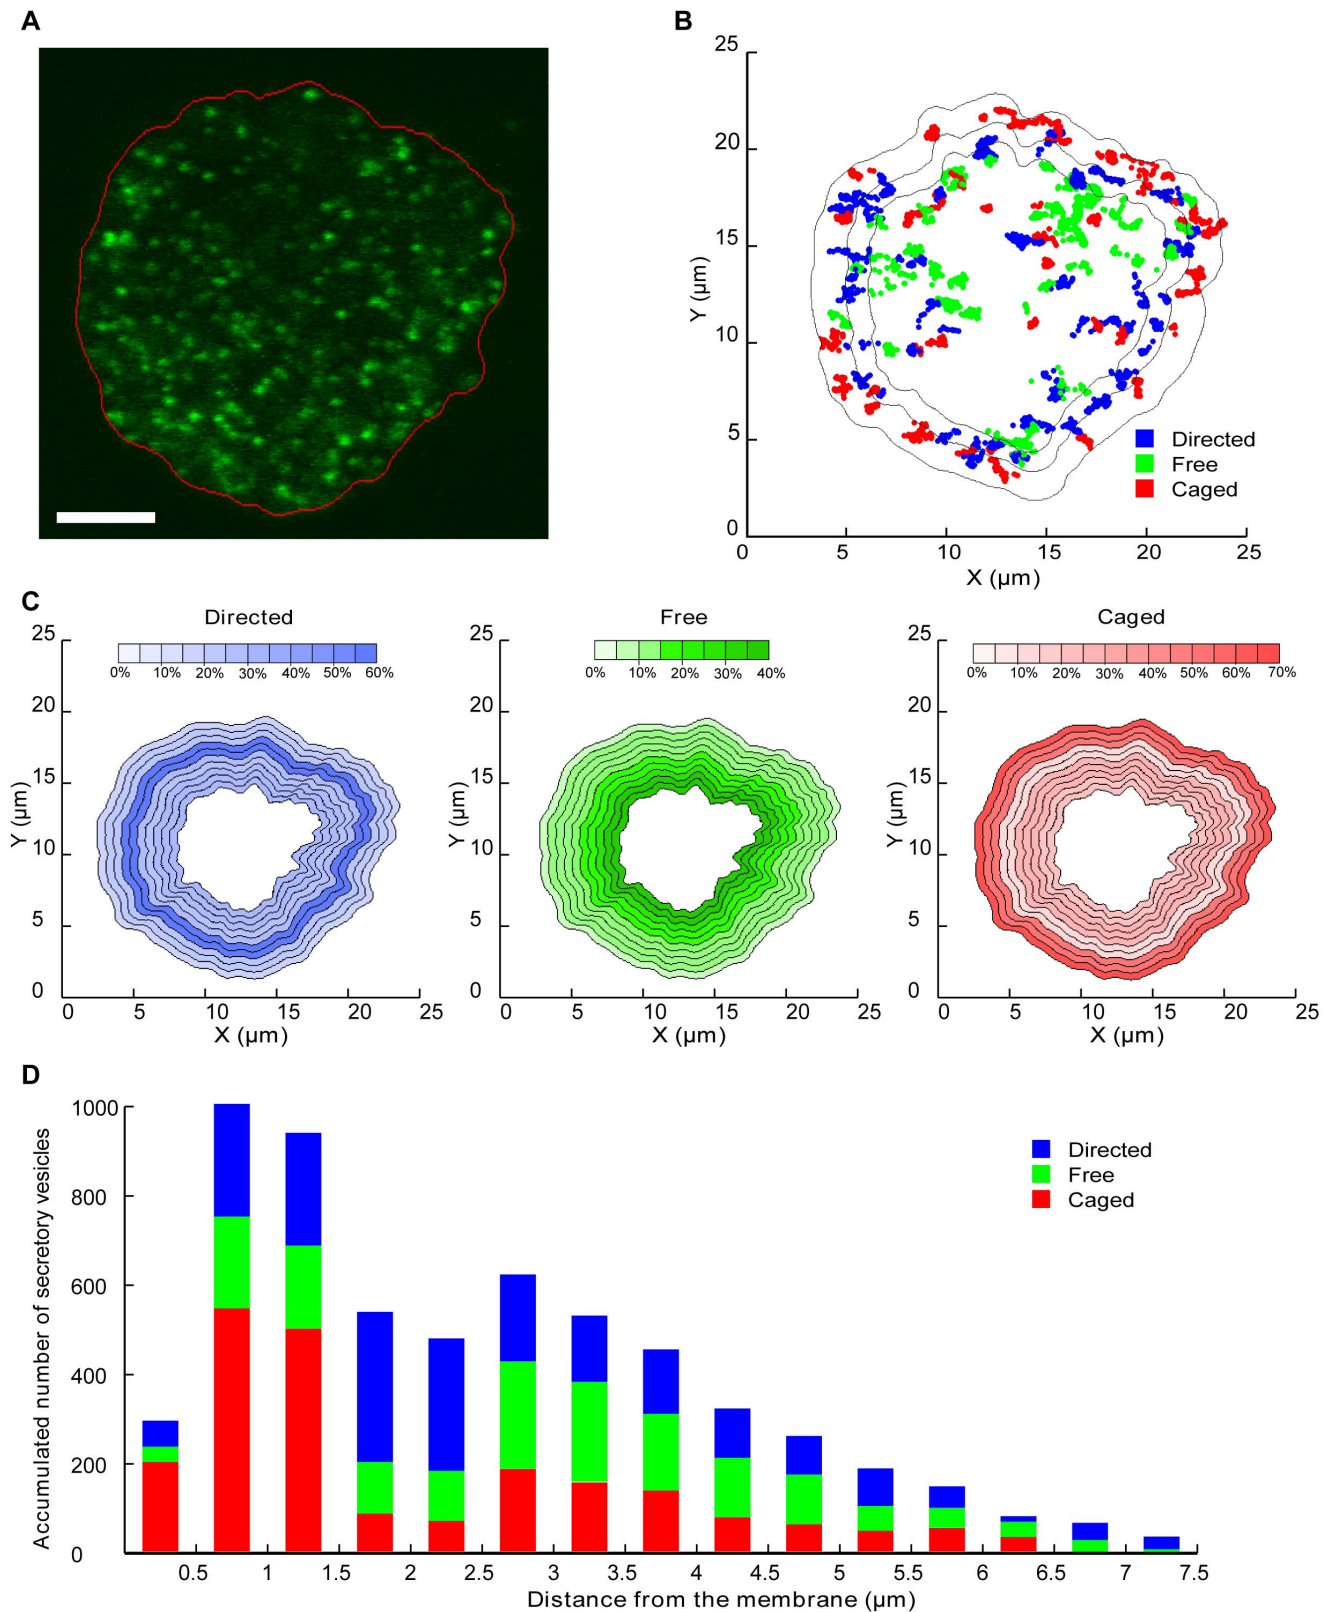 A
B
25
20
15
10
5
0
Y (µm)
Directed
Free
Caged
0 5 10 15 20 25
X (µm)
C
Directed
0% 10% 20% 30% 40% 50% 60%
25
20
15
10
5
0
Y (µm)
0 5 10 15 20 25
X (µm)
Free
0% 10% 20% 30% 40%
25
20
15
10
5
0
Y (µm)
0 5 10 15 20 25
X (µm)
Caged
0% 10% 20% 30% 40% 50% 60% 70%
25
20
15
10
5
0
Y (µm)
0 5 10 15 20 25
X (µm)
D
Accumulated number of secretory vesicles
1000
800
600
400
200
0
Directed
Free
Caged
0.5 1 1.5 2 2.5 3 3.5 4 4.5 5 5.5 6 6.5 7 7.5
Distance from the membrane (µm)